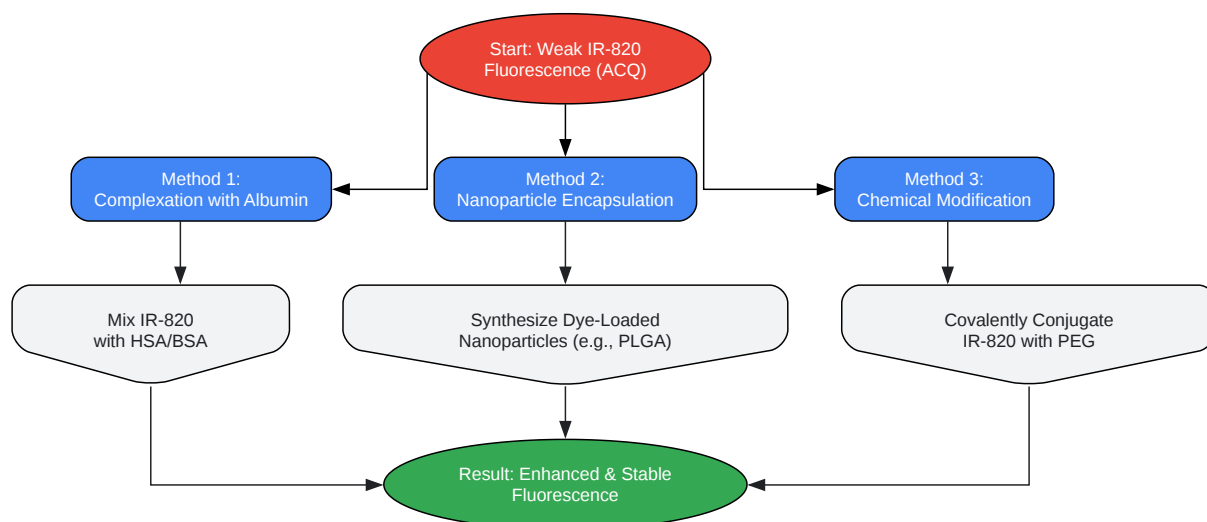 Start: Weak IR-820
Fluorescence (ACQ)
Method 1:
Complexation with Albumin
Method 2:
Nanoparticle Encapsulation
Method 3:
Chemical Modification
Mix IR-820
with HSA/BSA
Synthesize Dye-Loaded
Nanoparticles (e.g., PLGA)
Covalently Conjugate
IR-820 with PEG
Result: Enhanced & Stable
Fluorescence